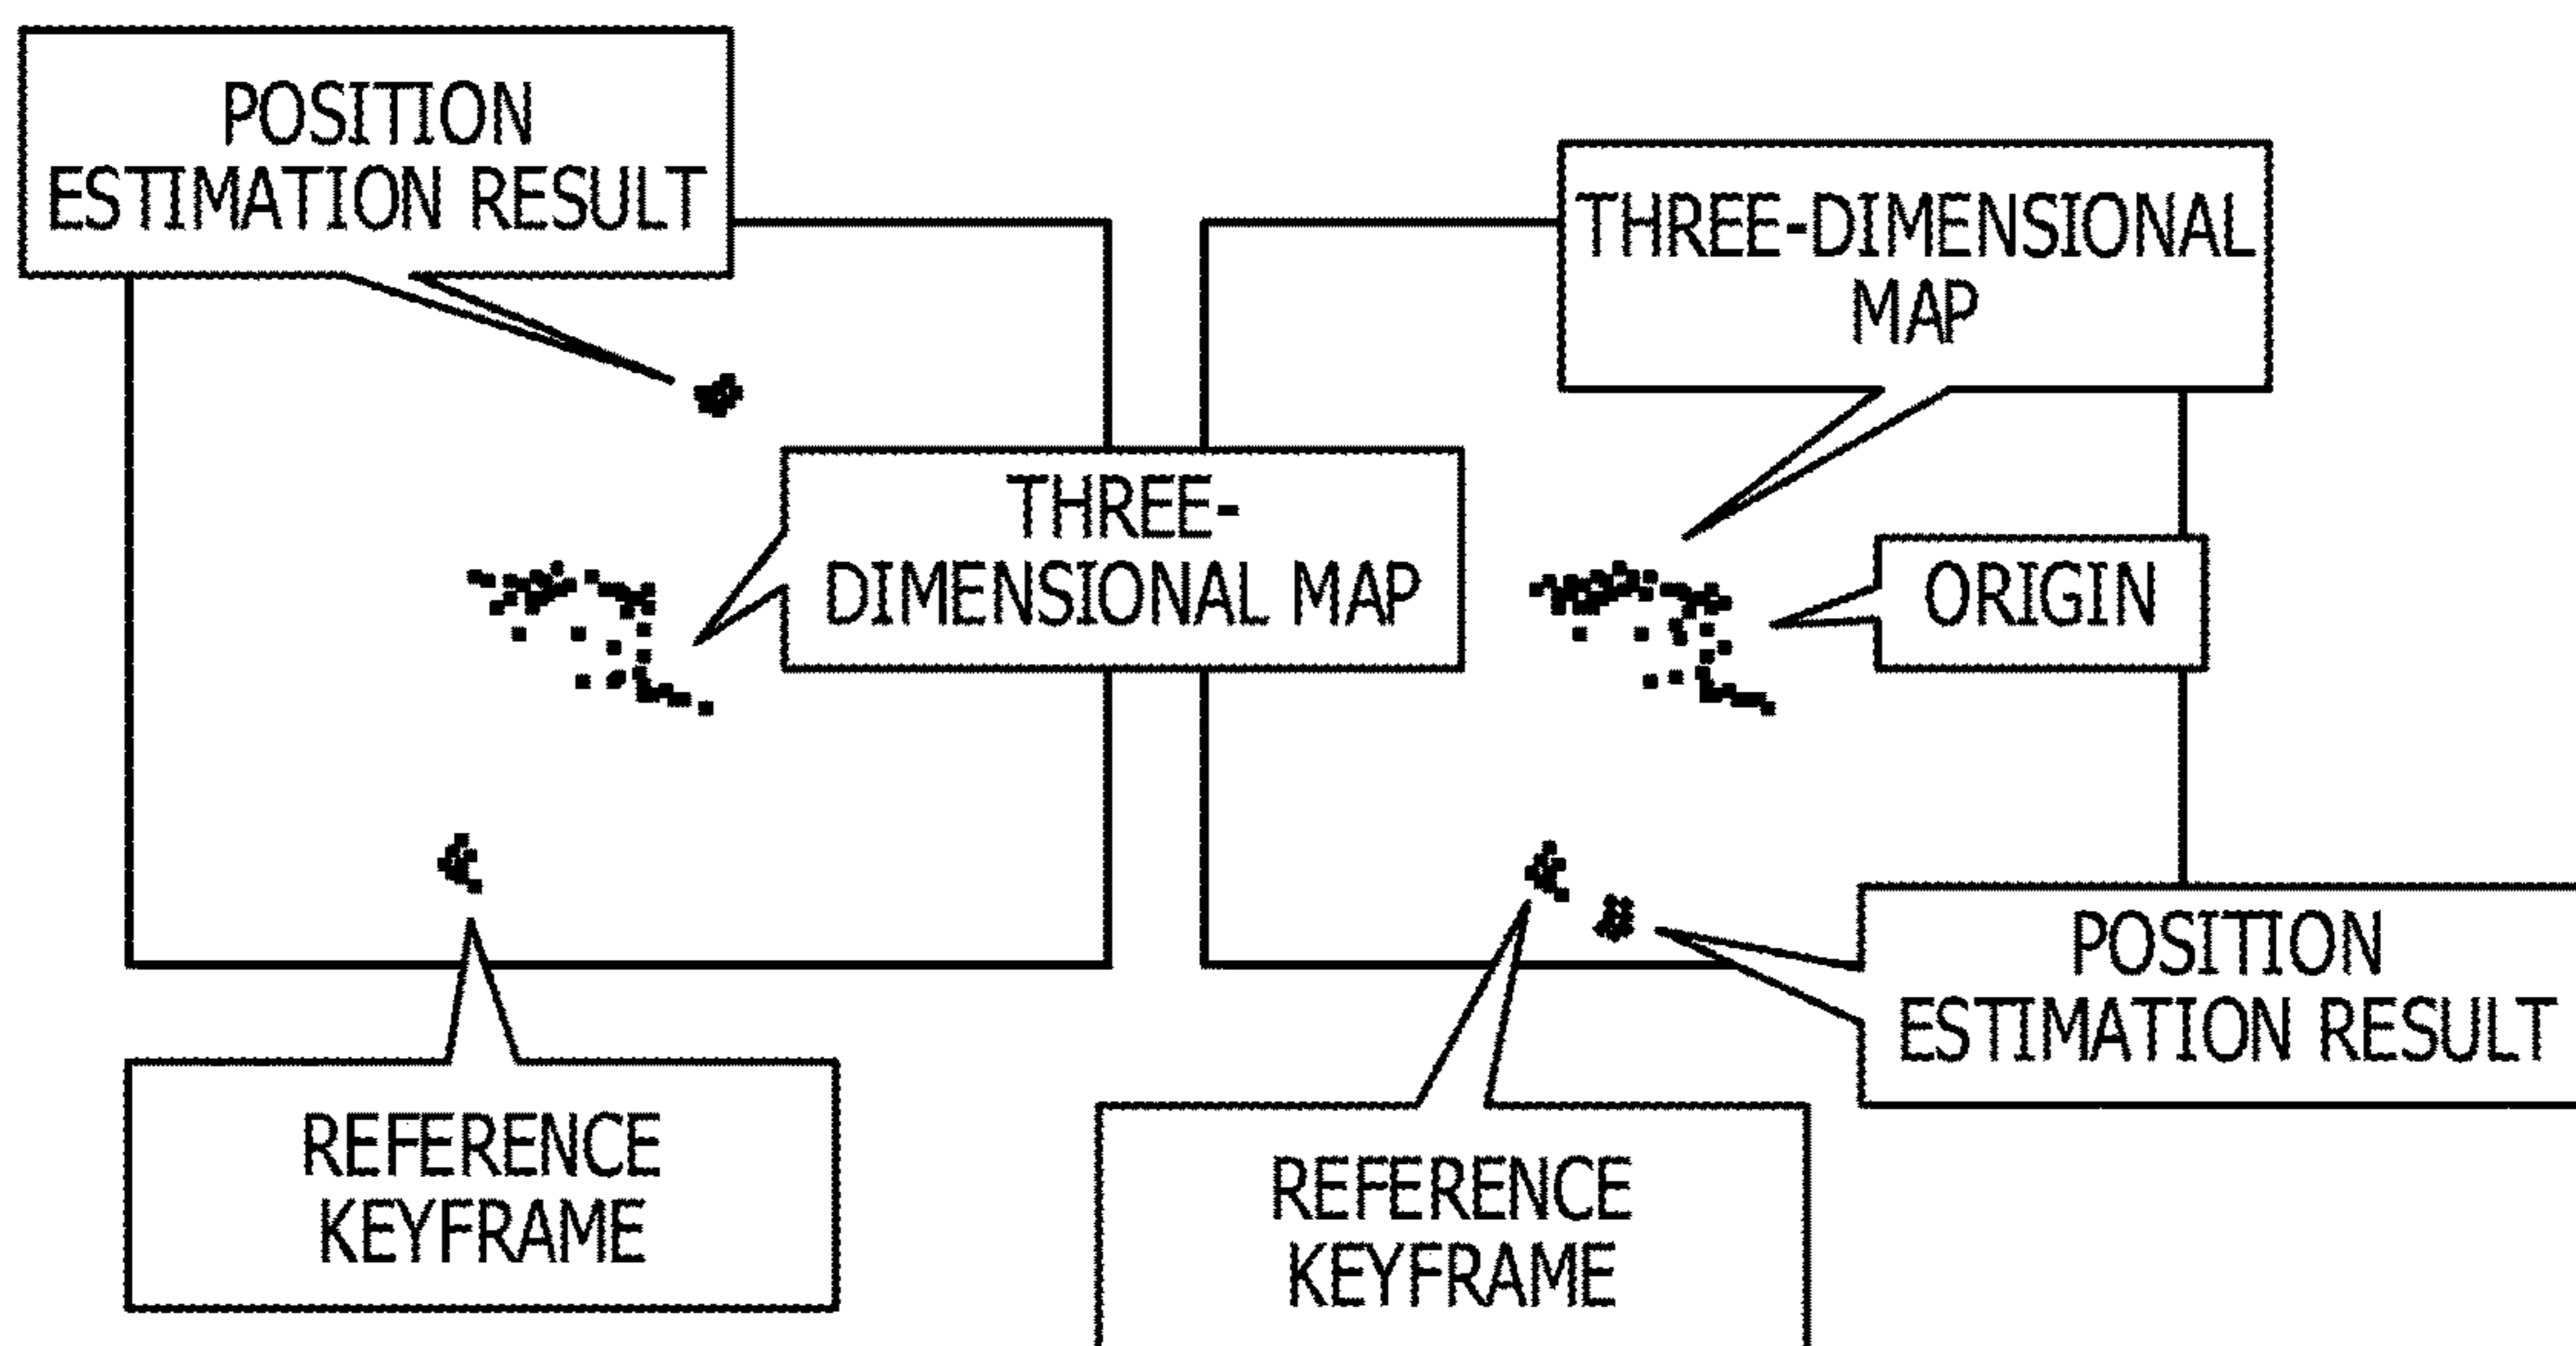 POSITION
ESTIMATION RESULT
THREE-DIMENSIONAL
MAP
THREE-
DIMENSIONAL MAP
ORIGIN
POSITION
ESTIMATION RESULT
REFERENCE
KEYFRAME
REFERENCE
KEYFRAME